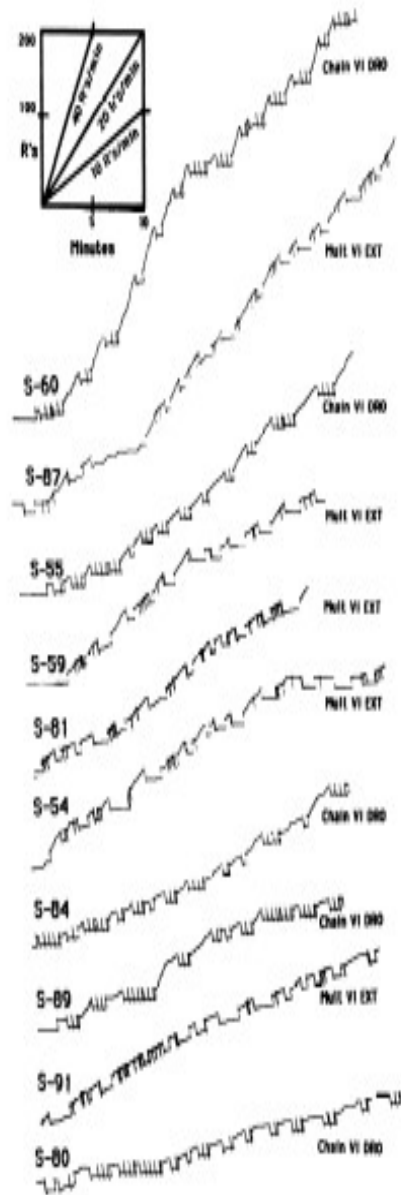 200
100
R's
40 R's/min
20 R's/min
10 R's/min
5
10
Minuten
Chain VI DRO
Mult VI EXT
S-60
Chain VI DRO
S-87
Mult VI EXT
S-55
Mult VI EXT
S-59
S-81
Mult VI EXT
S-54
Chain VI DRO
S-84
Chain VI DRO
S-89
Mult VI EXT
S-91
Chain VI DRO
S-80